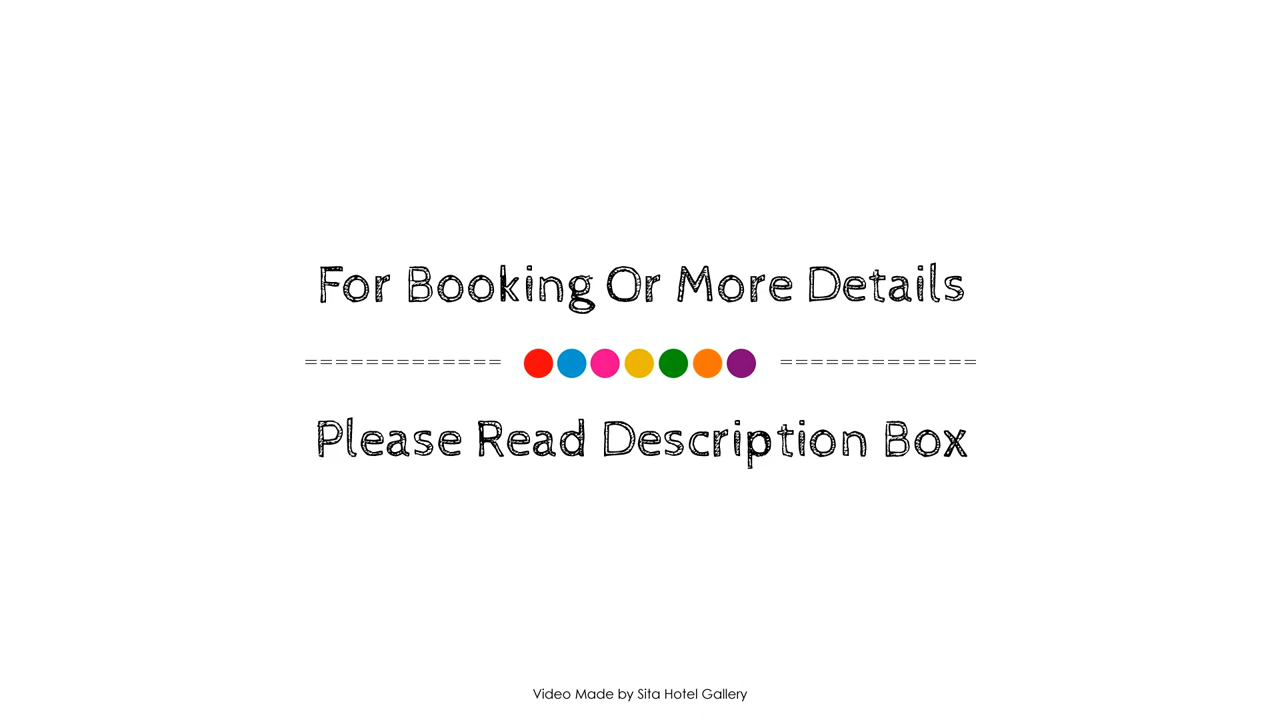 For Booking Or More Details
============= =============
Please Read Description Box
Video Made by Sita Hotel Gallery